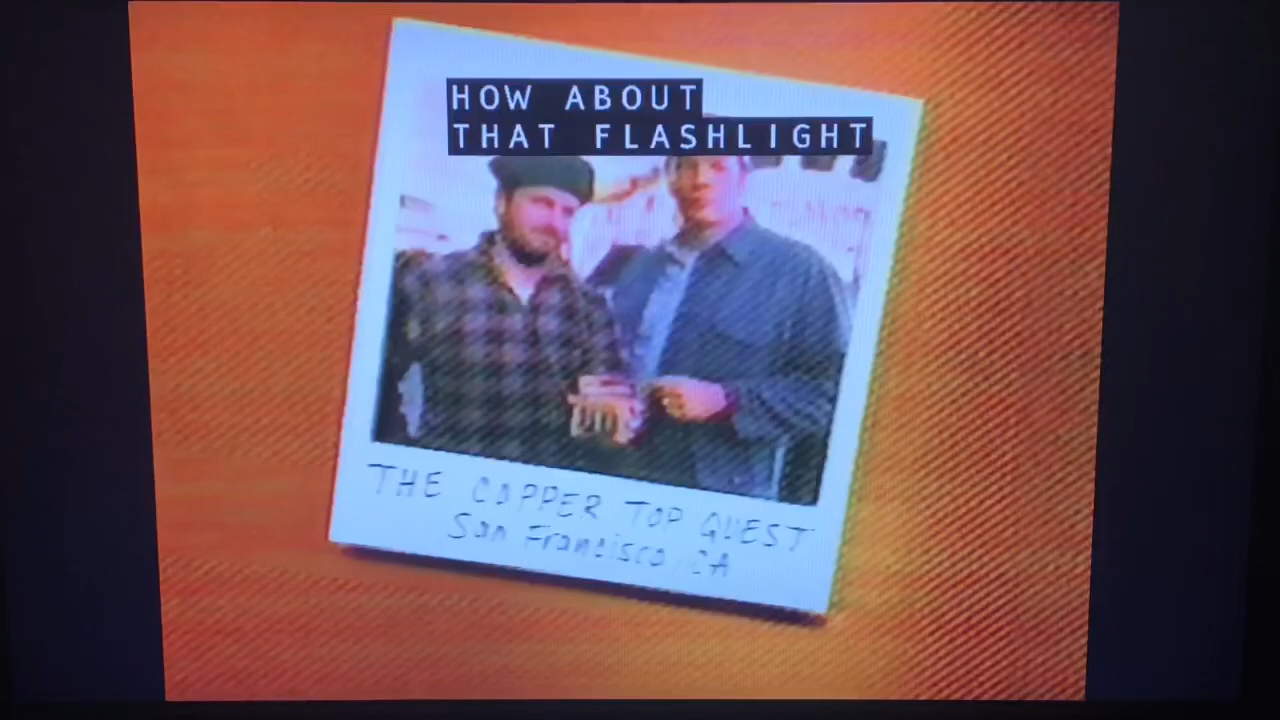 HOW ABOUT
THAT FLASHLIGHT
THE COPPER TOP QUEST
San Francisco, CA